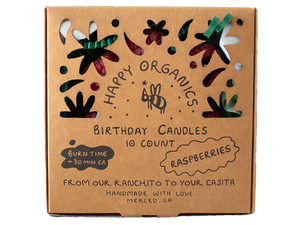 HAPPY ORGANICS
BIRTHDAY CANDLES
10 COUNT
BURN TIME
~30 MIN EA
RASPBERRIES
FROM OUR RANCHITO TO YOUR CASITA
HANDMADE WITH LOVE
MERCED, CA